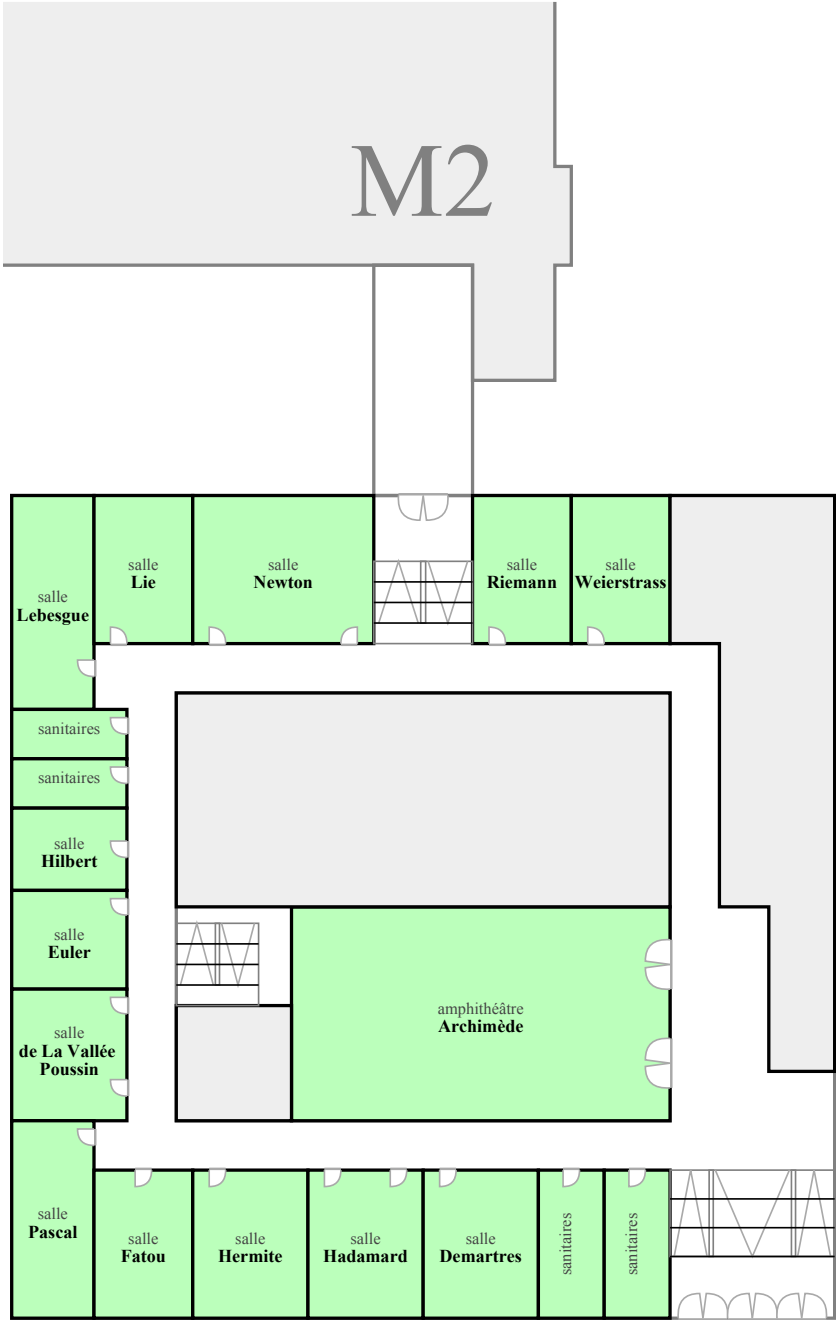 M2
salle
Lebesgue
salle
Lie
salle
Newton
salle
Riemann
salle
Weierstrass
sanitaires
sanitaires
salle
Hilbert
salle
Euler
salle
de La Vallée
Poussin
amphithéâtre
Archimède
salle
Pascal
salle
Fatou
salle
Hermite
salle
Hadamard
salle
Demartres
sanitaires
sanitaires